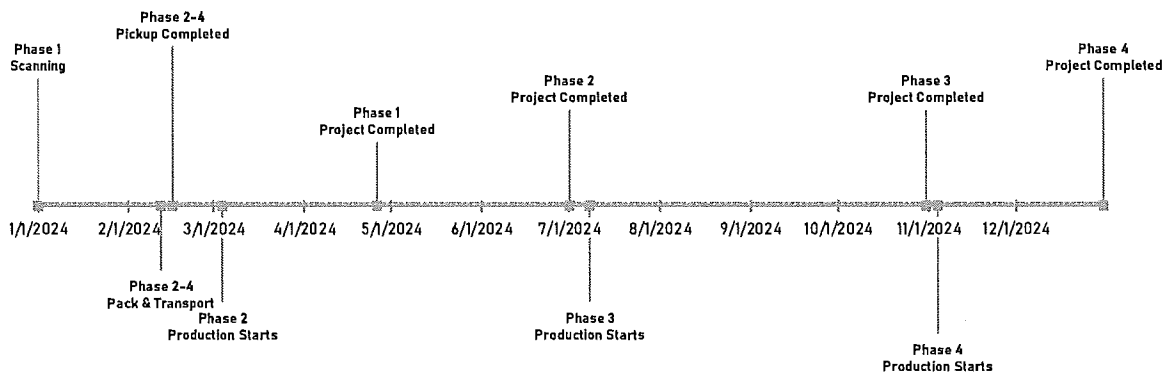 Phase 2-4
Pickup Completed
Phase 1
Scanning
Phase 4
Project Completed
Phase 2
Project Completed
Phase 3
Project Completed
Phase 1
Project Completed
1/1/2024 2/1/2024 3/1/2024 4/1/2024 5/1/2024 6/1/2024 7/1/2024 8/1/2024 9/1/2024 10/1/2024 11/1/2024 12/1/2024
Phase 2-4
Pack & Transport
Phase 2
Production Starts
Phase 3
Production Starts
Phase 4
Production Starts